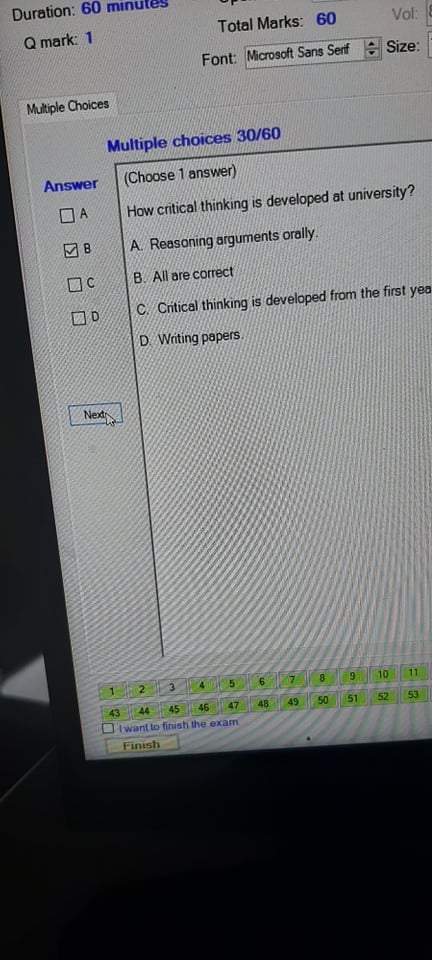 Duration: 60 minutes
Q mark: 1
Total Marks: 60
Vol:
Font: Microsoft Sans Serif
Size:
Multiple Choices
Multiple choices 30/60
Answer
(Choose 1 answer)
A
B
C
D
How critical thinking is developed at university?
A. Reasoning arguments orally.
B. All are correct
C. Critical thinking is developed from the first
D. Writing papers.
Next
1 2 3 4 5 6 7 8 9 10 11
43 44 45 46 47 48 49 50 51 52 53
I want to finish the exam
Finish